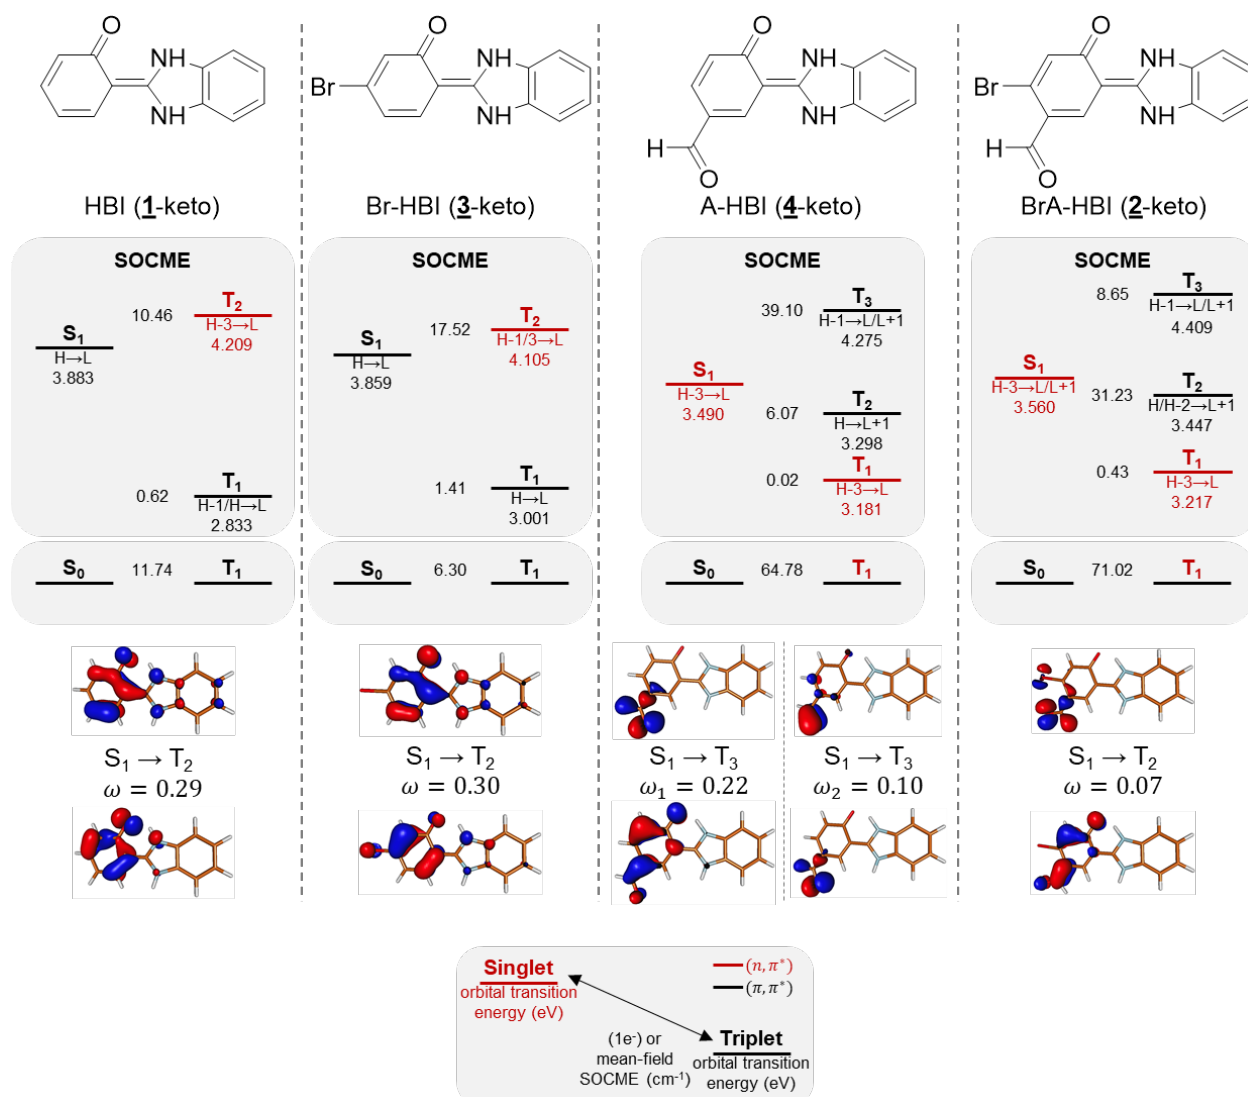 O
NH
NH
HBI (1-keto)
SOCME
10.46
T2
H-3→L
4.209
S1
H→L
3.883
0.62
T1
H-1/H→L
2.833
S0
11.74
T1
S1 → T2
ω = 0.29
O
Br
NH
NH
Br-HBI (3-keto)
SOCME
17.52
T2
H-1/3→L
4.105
S1
H→L
3.859
1.41
T1
H→L
3.001
S0
6.30
T1
S1 → T2
ω = 0.30
O
NH
NH
H
O
A-HBI (4-keto)
SOCME
39.10
T3
H-1→L/L+1
4.275
S1
H-3→L
3.490
6.07
T2
H→L+1
3.298
0.02
T1
H-3→L
3.181
S0
64.78
T1
S1 → T3
ω1 = 0.22
S1 → T3
ω2 = 0.10
O
Br
NH
NH
H
O
BrA-HBI (2-keto)
SOCME
8.65
T3
H-1→L/L+1
4.409
S1
H-3→L/L+1
3.560
31.23
T2
H/H-2→L+1
3.447
0.43
T1
H-3→L
3.217
S0
71.02
T1
S1 → T2
ω = 0.07
Singlet
orbital transition
energy (eV)
(n, π*)
(π, π*)
(1e-) or
mean-field
SOCME (cm-1)
Triplet
orbital transition
energy (eV)